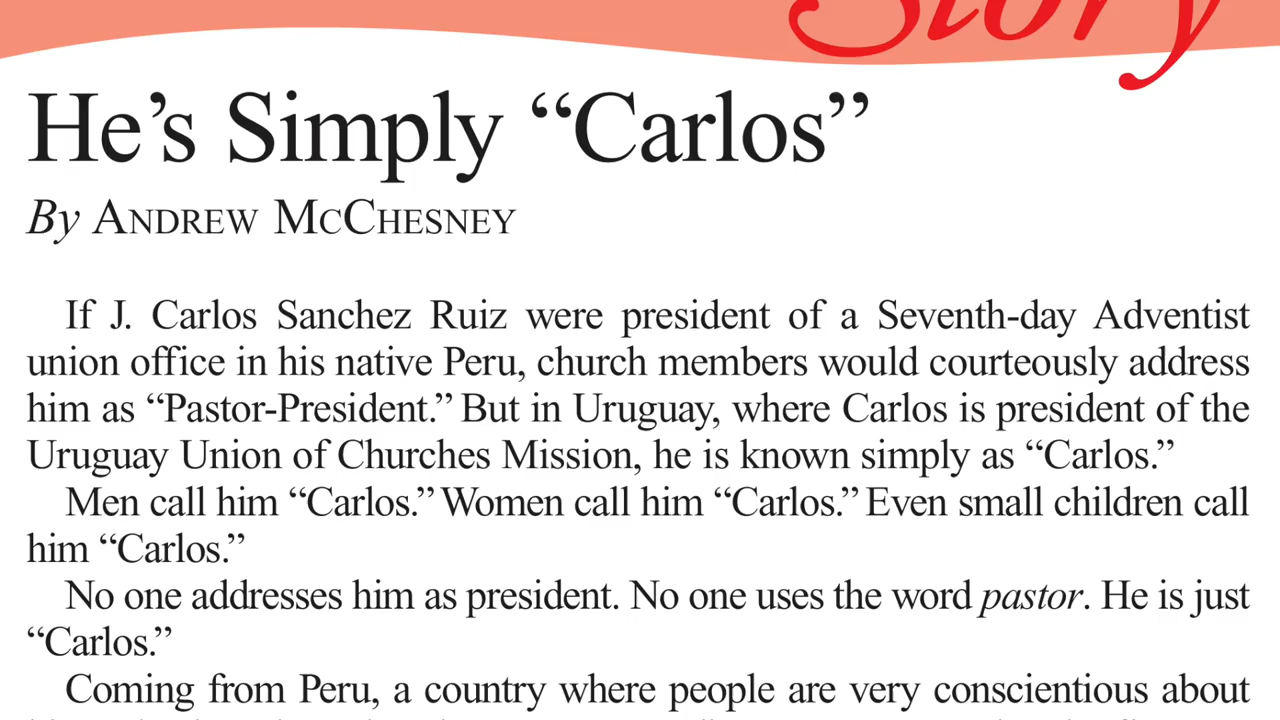 Story
He’s Simply “Carlos”
By Andrew McChesney
If J. Carlos Sanchez Ruiz were president of a Seventh-day Adventist
union office in his native Peru, church members would courteously address
him as “Pastor-President.” But in Uruguay, where Carlos is president of the
Uruguay Union of Churches Mission, he is known simply as “Carlos.”
Men call him “Carlos.” Women call him “Carlos.” Even small children call
him “Carlos.”
No one addresses him as president. No one uses the word pastor. He is just
“Carlos.”
Coming from Peru, a country where people are very conscientious about